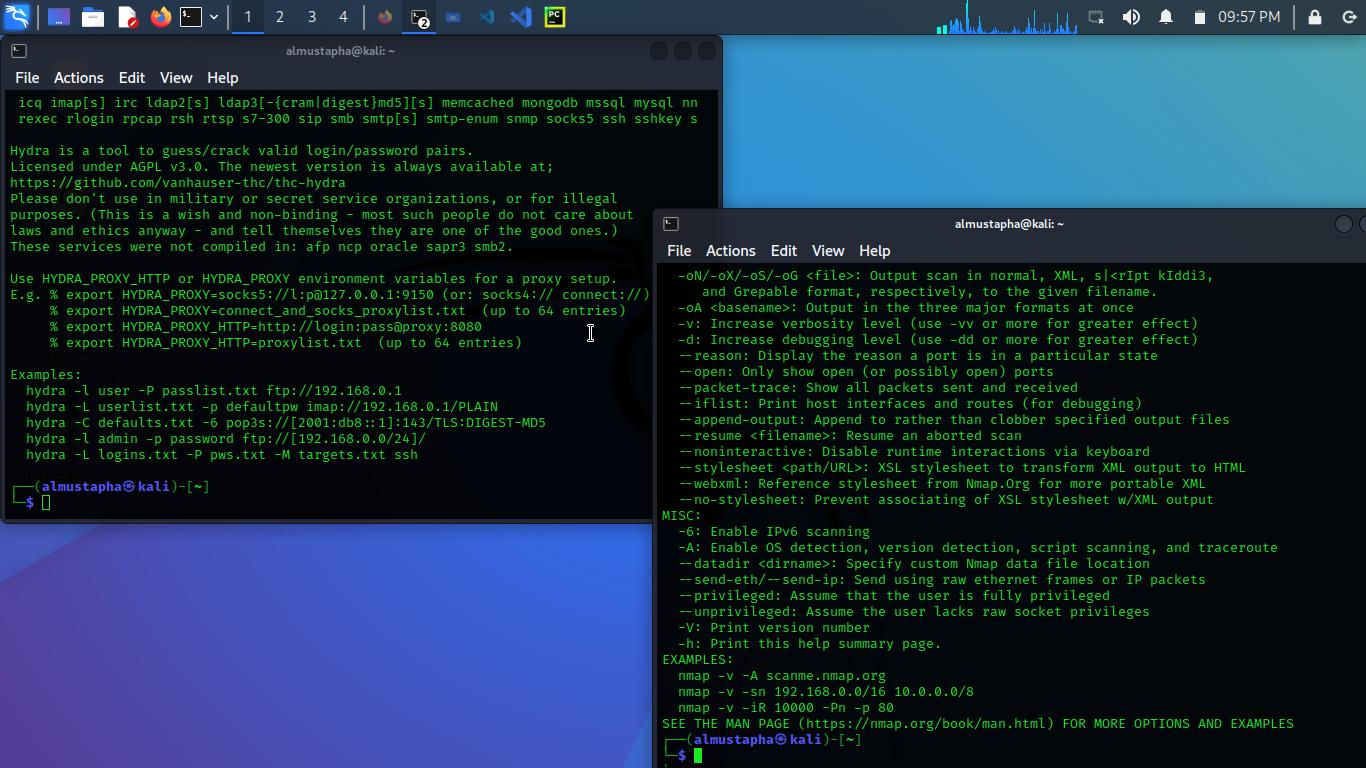 1 2 3 4 2 PC 09:57 PM
almustapha@kali: ~
File Actions Edit View Help
icq imap[s] irc ldap2[s] ldap3[-{cram|digest}md5][s] memcached mongodb mssql mysql nn
rexec rlogin rpcap rsh rtsp s7-300 sip smb smtp[s] smtp-enum snmp socks5 ssh sshkey s
Hydra is a tool to guess/crack valid login/password pairs.
Licensed under AGPL v3.0. The newest version is always available at;
https://github.com/vanhauser-thc/thc-hydra
Please don't use in military or secret service organizations, or for illegal
purposes. (This is a wish and non-binding - most such people do not care about
laws and ethics anyway - and tell themselves they are one of the good ones.)
These services were not compiled in: afp ncp oracle sapr3 smb2.
Use HYDRA_PROXY_HTTP or HYDRA_PROXY environment variables for a proxy setup.
E.g. % export HYDRA_PROXY=socks5://l:p@127.0.0.1:9150 (or: socks4:// connect://)
% export HYDRA_PROXY=connect_and_socks_proxylist.txt (up to 64 entries)
% export HYDRA_PROXY_HTTP=http://login:pass@proxy:8080
% export HYDRA_PROXY_HTTP=proxylist.txt (up to 64 entries)
Examples:
hydra -l user -P passlist.txt ftp://192.168.0.1
hydra -L userlist.txt -p defaultpw imap://192.168.0.1/PLAIN
hydra -C defaults.txt -6 pop3s://[2001:db8::1]:143/TLS:DIGEST-MD5
hydra -l admin -p password ftp://[192.168.0.0/24]/
hydra -L logins.txt -P pws.txt -M targets.txt ssh
┌──(almustapha㉿kali)-[~]
└─$
almustapha@kali: ~
File Actions Edit View Help
-oN/-oX/-oS/-oG <file>: Output scan in normal, XML, s|<rIpt kIddi3,
and Grepable format, respectively, to the given filename.
-oA <basename>: Output in the three major formats at once
-v: Increase verbosity level (use -vv or more for greater effect)
-d: Increase debugging level (use -dd or more for greater effect)
--reason: Display the reason a port is in a particular state
--open: Only show open (or possibly open) ports
--packet-trace: Show all packets sent and received
--iflist: Print host interfaces and routes (for debugging)
--append-output: Append to rather than clobber specified output files
--resume <filename>: Resume an aborted scan
--noninteractive: Disable runtime interactions via keyboard
--stylesheet <path/URL>: XSL stylesheet to transform XML output to HTML
--webxml: Reference stylesheet from Nmap.Org for more portable XML
--no-stylesheet: Prevent associating of XSL stylesheet w/XML output
MISC:
-6: Enable IPv6 scanning
-A: Enable OS detection, version detection, script scanning, and traceroute
--datadir <dirname>: Specify custom Nmap data file location
--send-eth/--send-ip: Send using raw ethernet frames or IP packets
--privileged: Assume that the user is fully privileged
--unprivileged: Assume the user lacks raw socket privileges
-V: Print version number
-h: Print this help summary page.
EXAMPLES:
nmap -v -A scanme.nmap.org
nmap -v -sn 192.168.0.0/16 10.0.0.0/8
nmap -v -iR 10000 -Pn -p 80
SEE THE MAN PAGE (https://nmap.org/book/man.html) FOR MORE OPTIONS AND EXAMPLES
┌──(almustapha㉿kali)-[~]
└─$